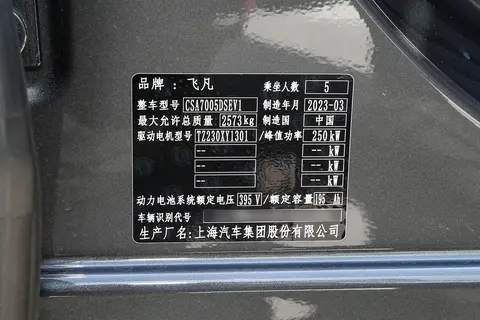 品牌：飞凡 乘坐人数 5
整车型号 CSA7005DSEV1 制造年月 2023-03
最大允许总质量 2573kg 制造国 中国
驱动电机型号 TZ230XY1301 /峰值功率 250kW
-- -- kW
-- -- kW
-- -- kW
动力电池系统额定电压 395 V /额定容量 195 Ah
车辆识别代号
生产厂名：上海汽车集团股份有限公司